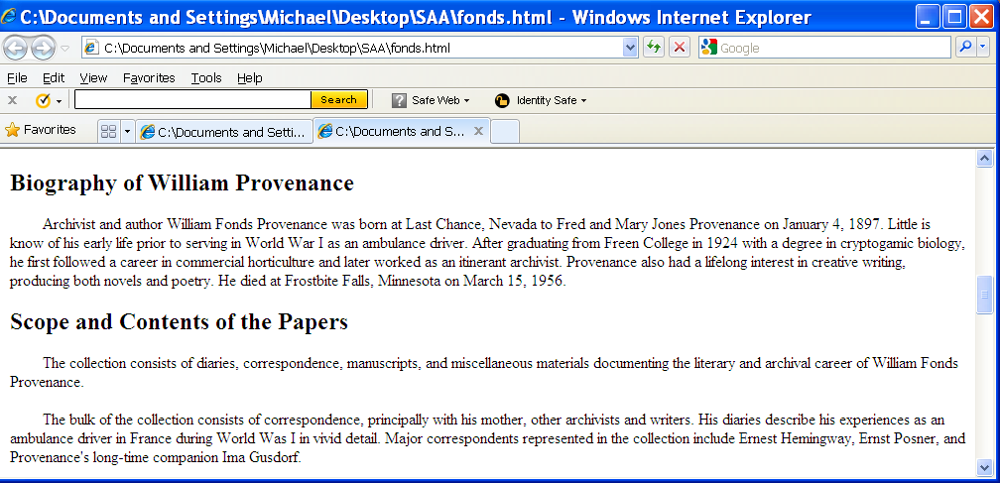 C:\Documents and Settings\Michael\Desktop\SAA\fonds.html - Windows Internet Explorer
C:\Documents and Settings\Michael\Desktop\SAA\fonds.html
Google
File Edit View Favorites Tools Help
Search Safe Web Identity Safe
Favorites C:\Documents and Setti... C:\Documents and S...
Biography of William Provenance
Archivist and author William Fonds Provenance was born at Last Chance, Nevada to Fred and Mary Jones Provenance on January 4, 1897. Little is
know of his early life prior to serving in World War I as an ambulance driver. After graduating from Freen College in 1924 with a degree in cryptogamic biology,
he first followed a career in commercial horticulture and later worked as an itinerant archivist. Provenance also had a lifelong interest in creative writing,
producing both novels and poetry. He died at Frostbite Falls, Minnesota on March 15, 1956.
Scope and Contents of the Papers
The collection consists of diaries, correspondence, manuscripts, and miscellaneous materials documenting the literary and archival career of William Fonds
Provenance.
The bulk of the collection consists of correspondence, principally with his mother, other archivists and writers. His diaries describe his experiences as an
ambulance driver in France during World Was I in vivid detail. Major correspondents represented in the collection include Ernest Hemingway, Ernst Posner, and
Provenance's long-time companion Ima Gusdorf.